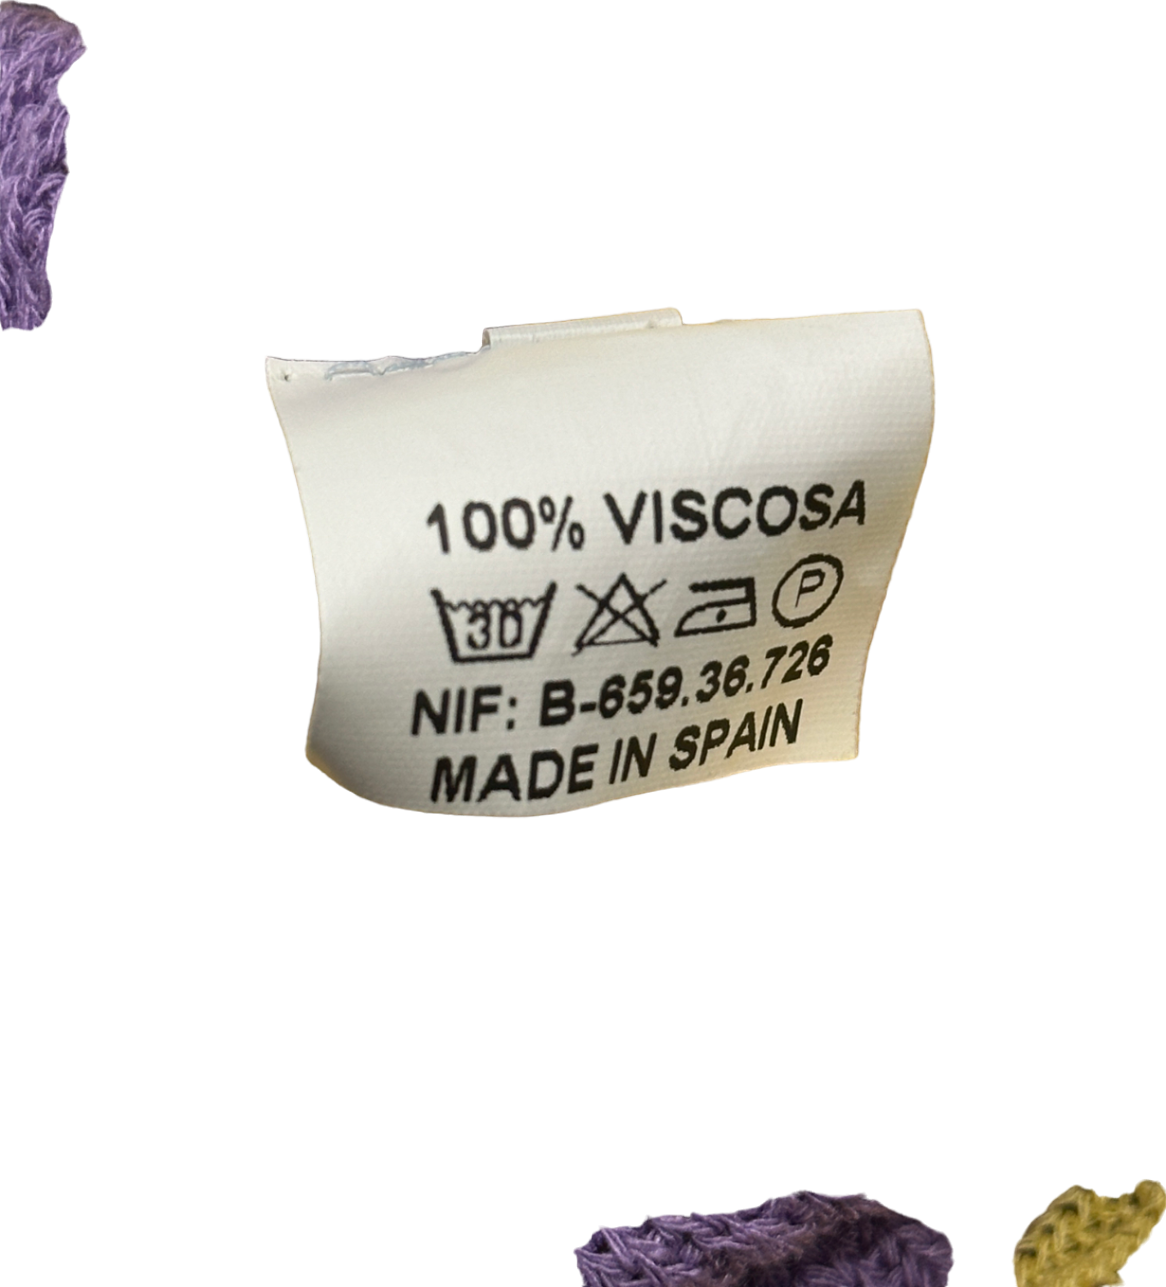 100% VISCOSA
30 P
NIF: B-659.36.726
MADE IN SPAIN